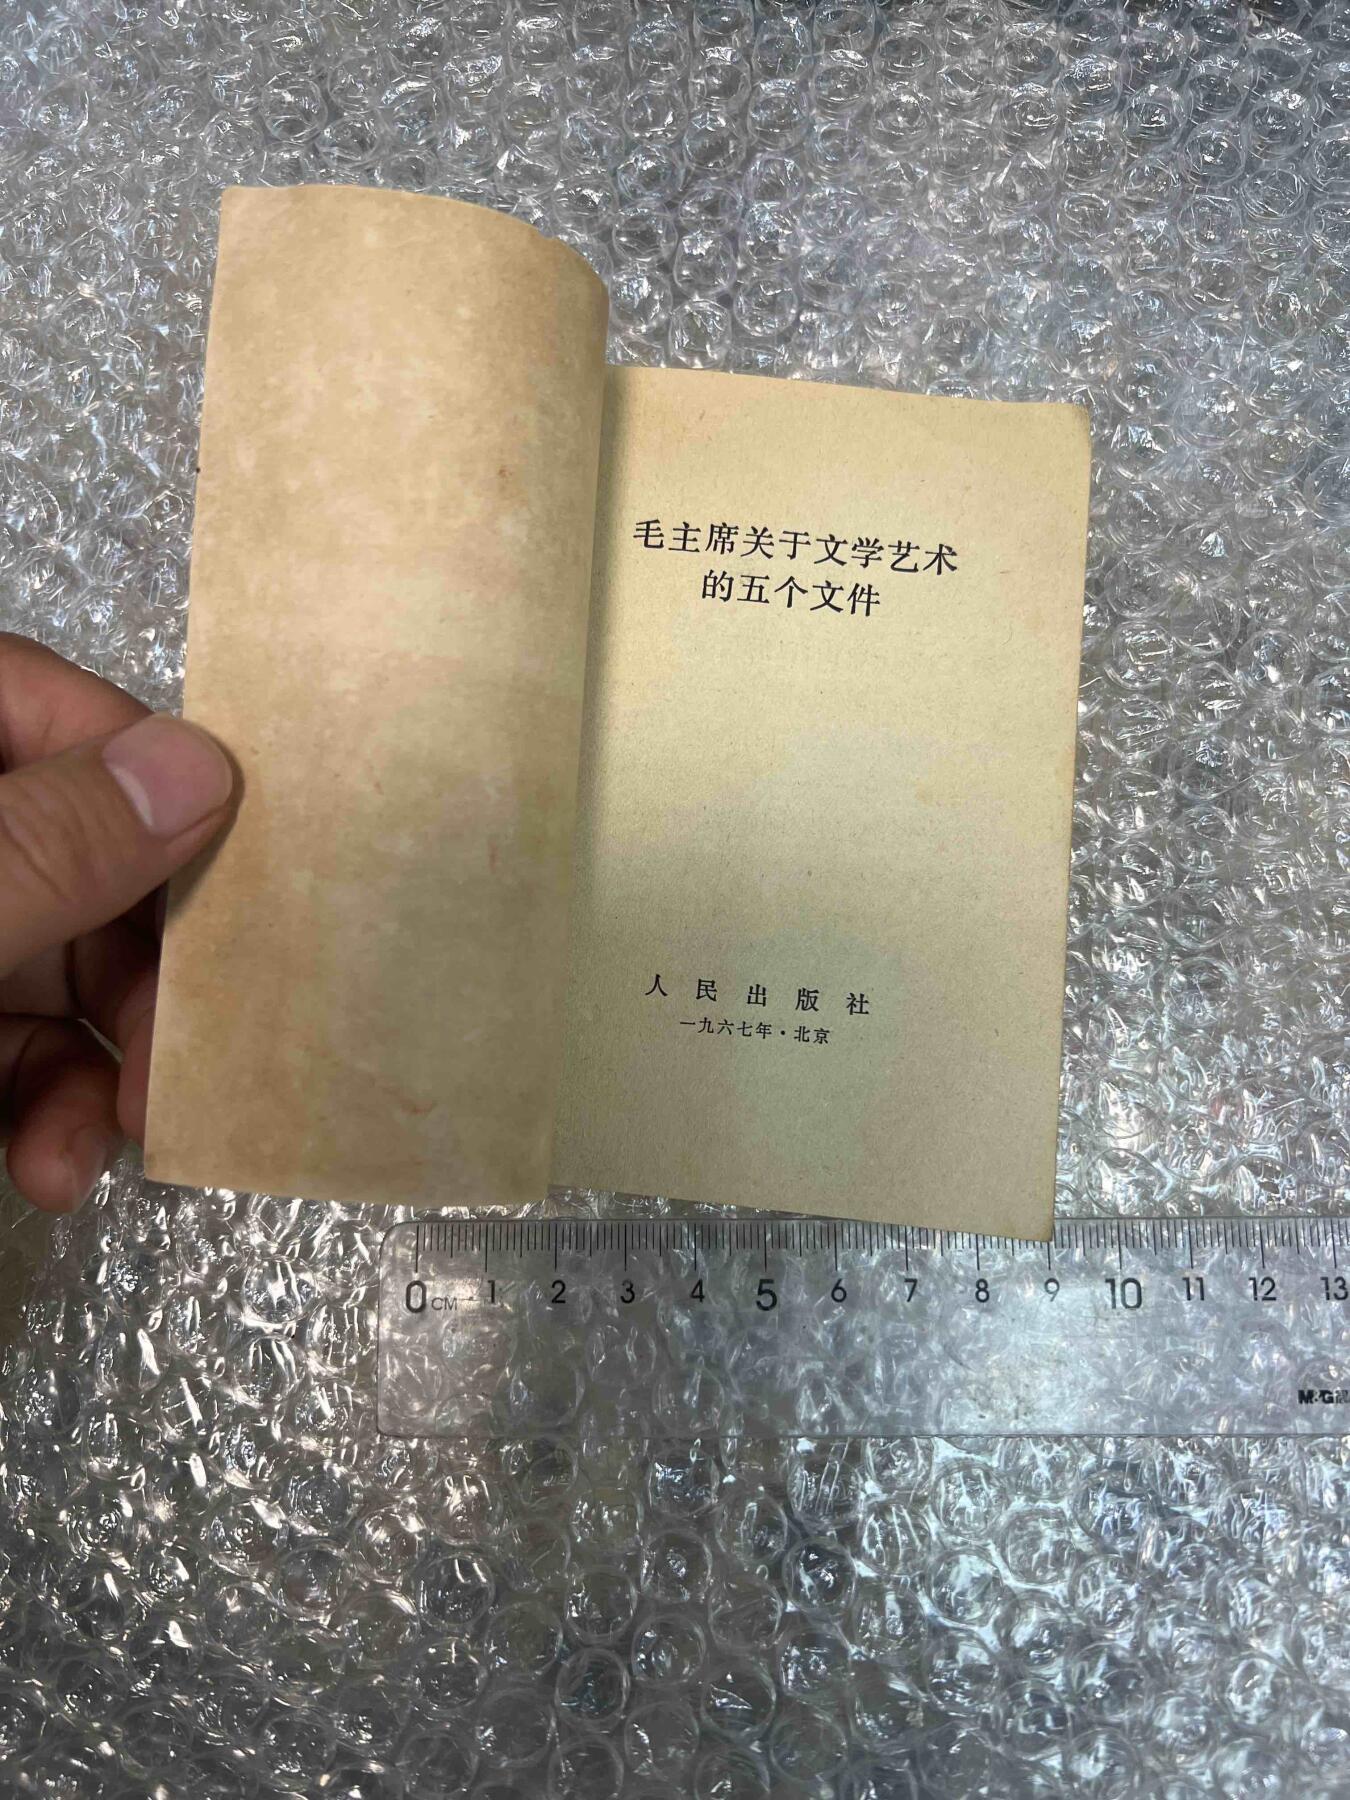 毛主席关于文学艺术
的五个文件
人民出版社
一九六七年·北京
0 CM 1 2 3 4 5 6 7 8 9 10 11 12 13
M&G